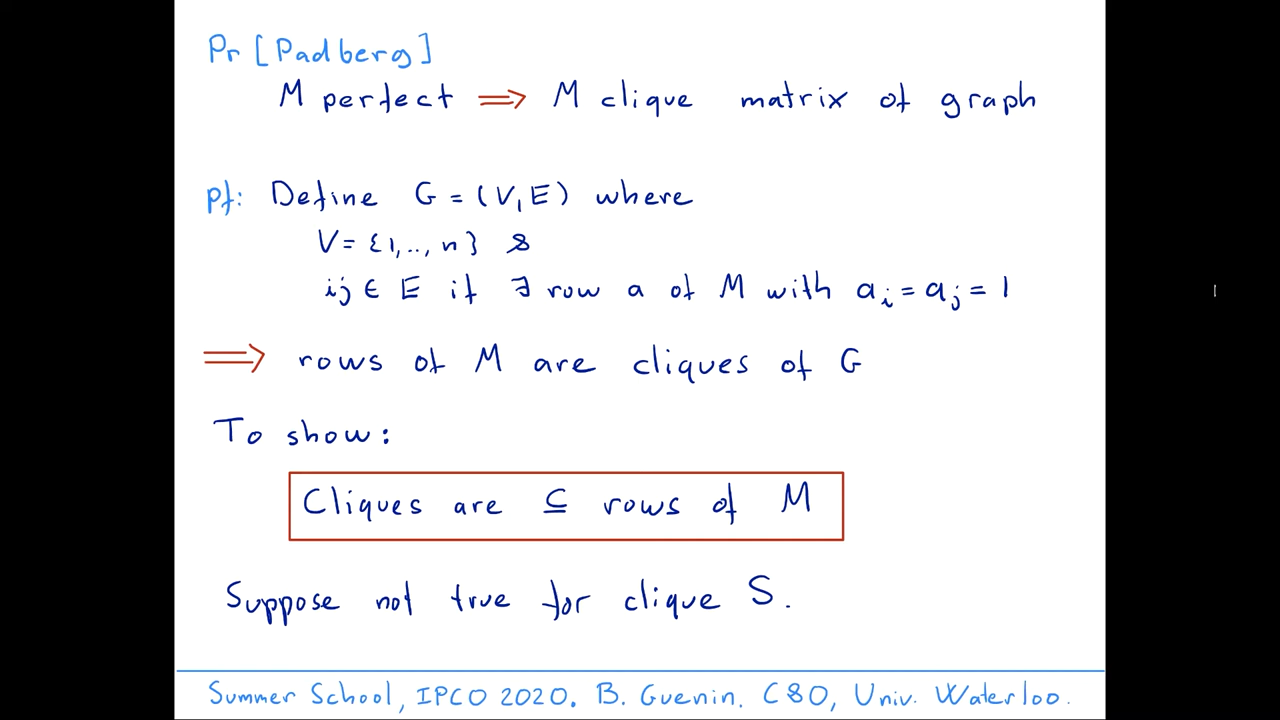 Pr [Padberg]
M perfect ⟹ M clique matrix of graph
pf: Define G = (V, E) where
V = {1,.., n} &
ij ∈ E if ∃ row a of M with aᵢ = aⱼ = 1
⟹ rows of M are cliques of G
To show:
Cliques are ⊆ rows of M
Suppose not true for clique S.
Summer School, IPCO 2020. B. Guenin. C&O, Univ. Waterloo.